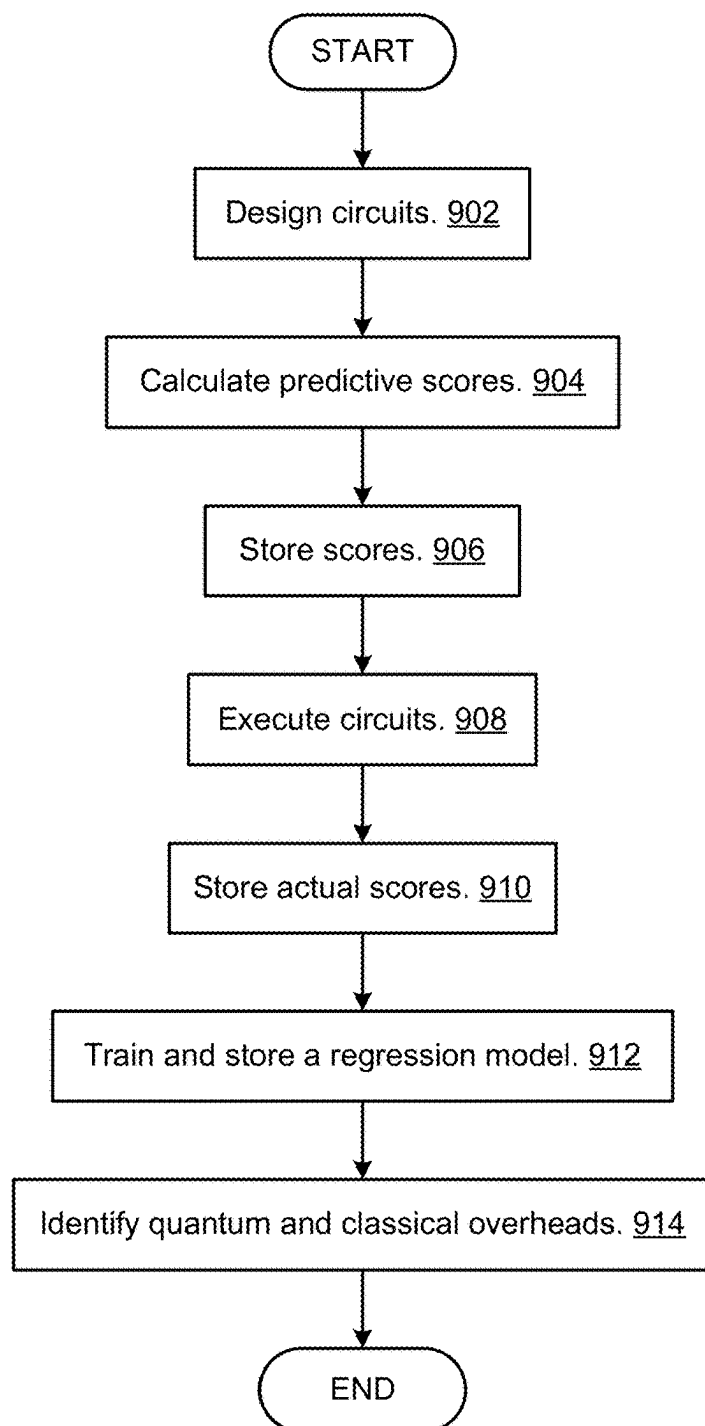 START
Design circuits. 902
Calculate predictive scores. 904
Store scores. 906
Execute circuits. 908
Store actual scores. 910
Train and store a regression model. 912
Identify quantum and classical overheads. 914
END